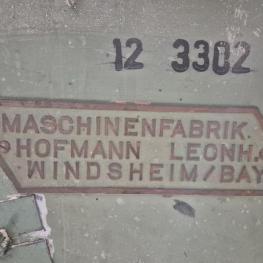 12 3302
MASCHINENFABRIK.
HOFMANN LEONH.
WINDSHEIM/BAY